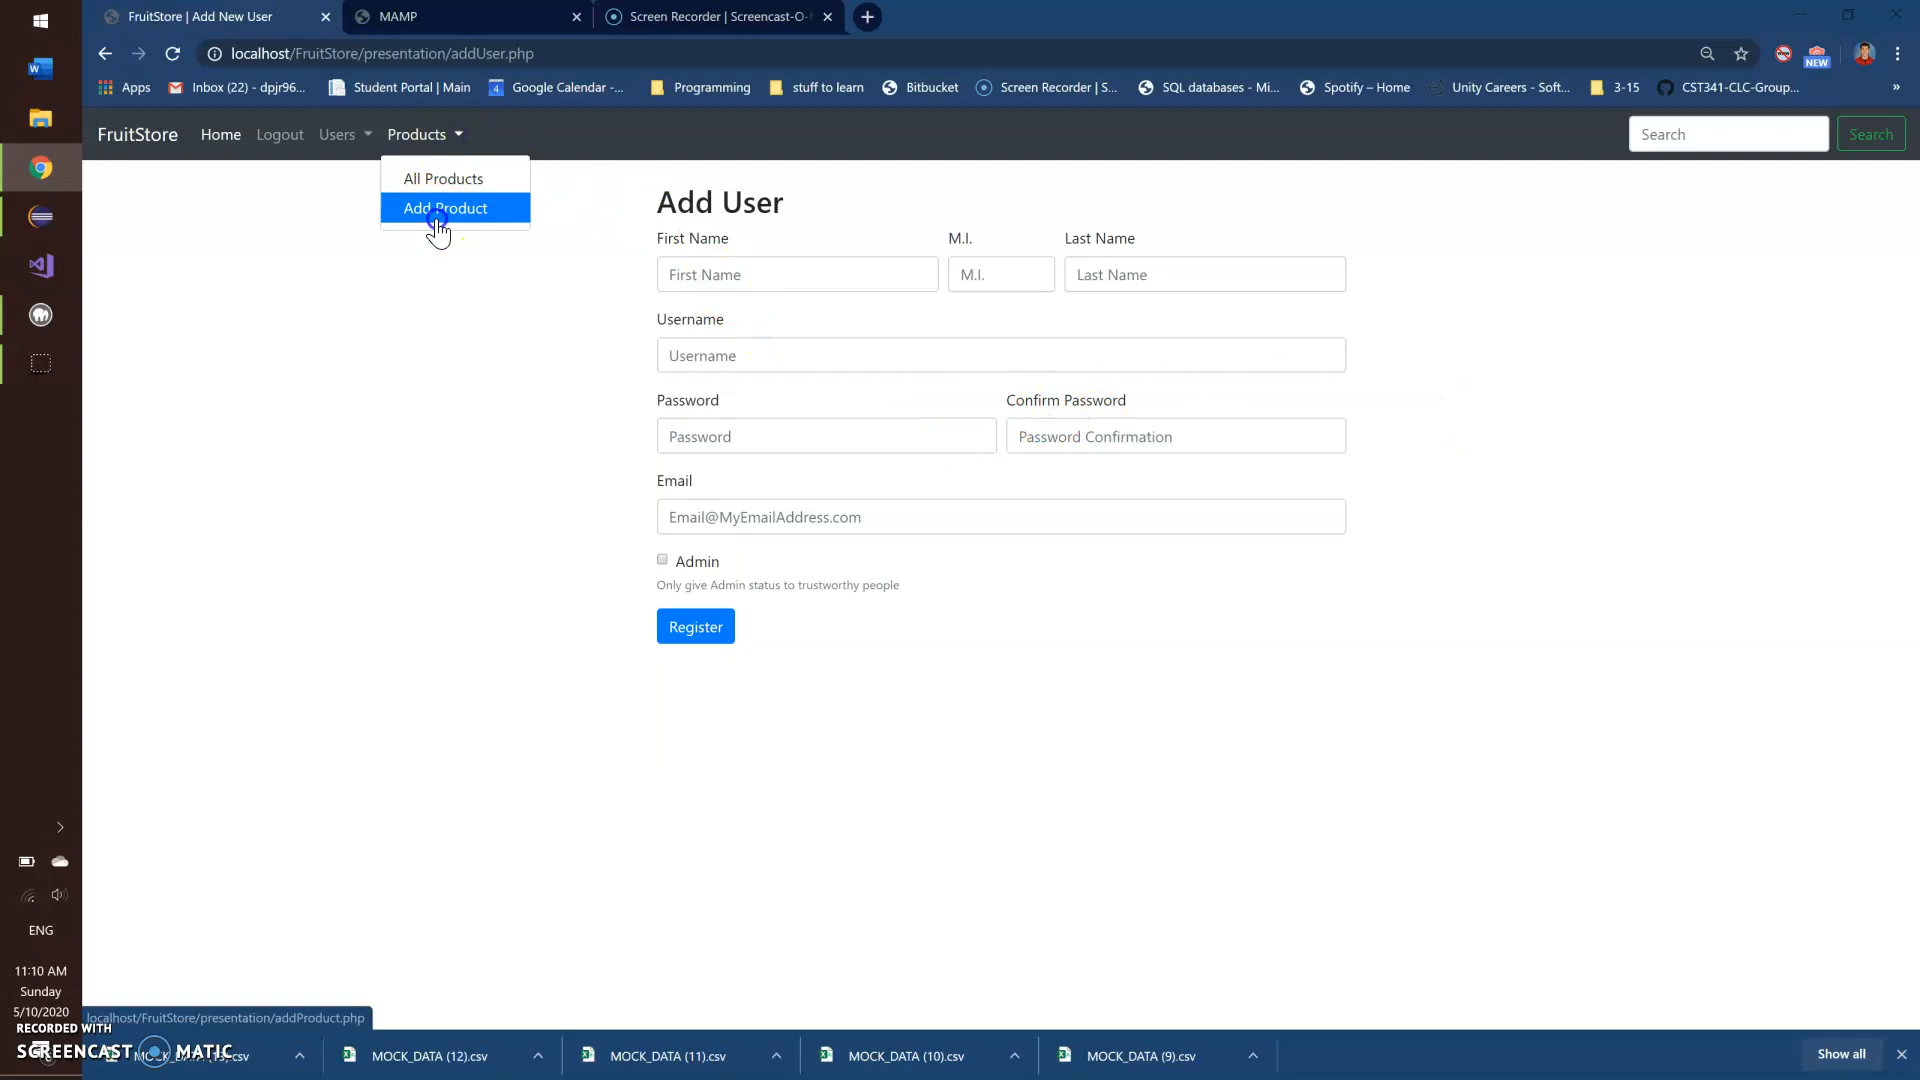 FruitStore | Add New User
MAMP
Screen Recorder | Screencast-O-
localhost/FruitStore/presentation/addUser.php
NEW
Apps
Inbox (22) - dpjr96...
Student Portal | Main
4
Google Calendar -...
Programming
stuff to learn
Bitbucket
Screen Recorder | S...
SQL databases - Mi...
Spotify – Home
Unity Careers - Soft...
3-15
CST341-CLC-Group...
»
FruitStore
Home
Logout
Users
Products
Search
Search
All Products
Add Product
Add User
First Name
M.I.
Last Name
First Name
M.I.
Last Name
Username
Username
Password
Confirm Password
Password
Password Confirmation
Email
Email@MyEmailAddress.com
Admin
Only give Admin status to trustworthy people
Register
ENG
11:10 AM
Sunday
5/10/2020
localhost/FruitStore/presentation/addProduct.php
RECORDED WITH
SCREENCAST MATIC
MOCK_DATA (12).csv
MOCK_DATA (11).csv
MOCK_DATA (10).csv
MOCK_DATA (9).csv
Show all